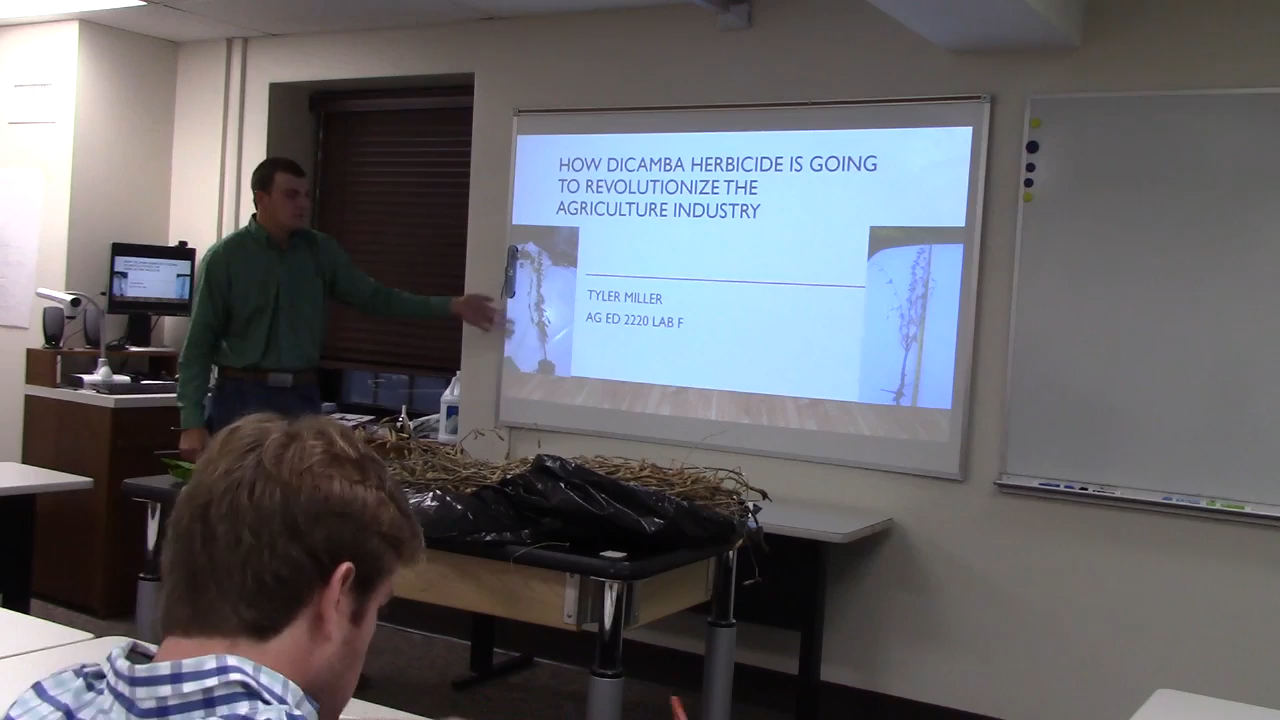 HOW DICAMBA HERBICIDE IS GOING
TO REVOLUTIONIZE THE
AGRICULTURE INDUSTRY
TYLER MILLER
AG ED 2220 LAB F